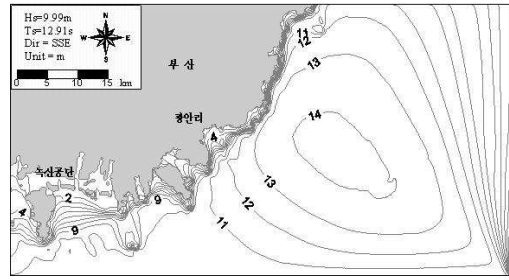 Hs=9.99m
Ts=12.91s
Dir = SSE
Unit = m
N
W
E
S
0 5 10 15
km
부 산
광안리
녹산공단
11
12
13
14
13
12
11
4
9
2
4
9